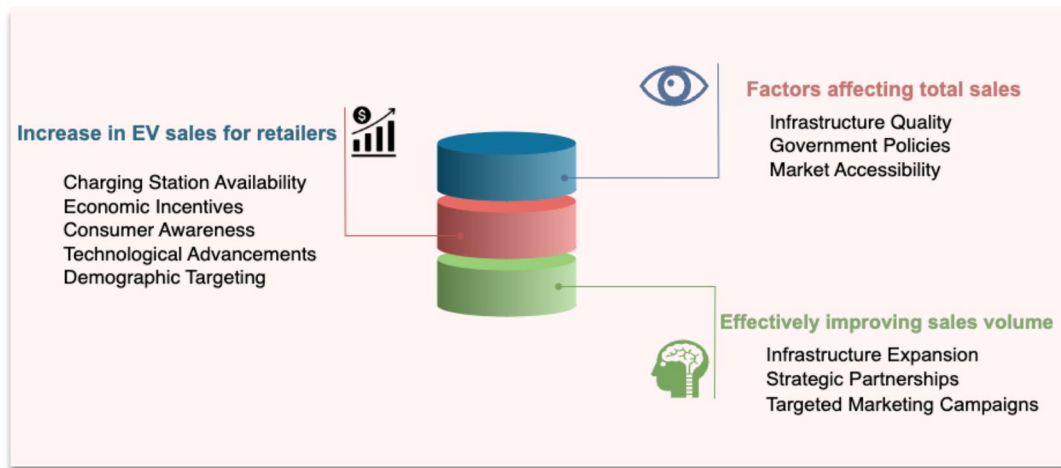 Increase in EV sales for retailers
Charging Station Availability
Economic Incentives
Consumer Awareness
Technological Advancements
Demographic Targeting
$
Factors affecting total sales
Infrastructure Quality
Government Policies
Market Accessibility
Effectively improving sales volume
Infrastructure Expansion
Strategic Partnerships
Targeted Marketing Campaigns